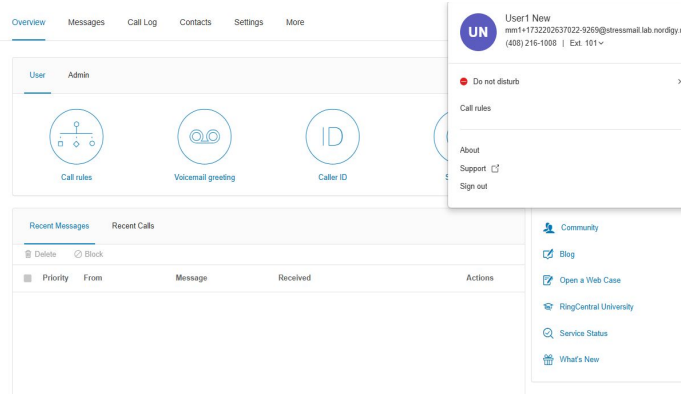 Overview Messages Call Log Contacts Settings More
UN
User1 New
mm1+1732202637022-9269@stressmail.lab.nordigy.
(408) 216-1008 | Ext. 101
Do not disturb
Call rules
About
Support
Sign out
User Admin
Call rules Voicemail greeting Caller ID
Recent Messages Recent Calls
Delete Block
Priority From Message Received Actions
Community
Blog
Open a Web Case
RingCentral University
Service Status
What's New